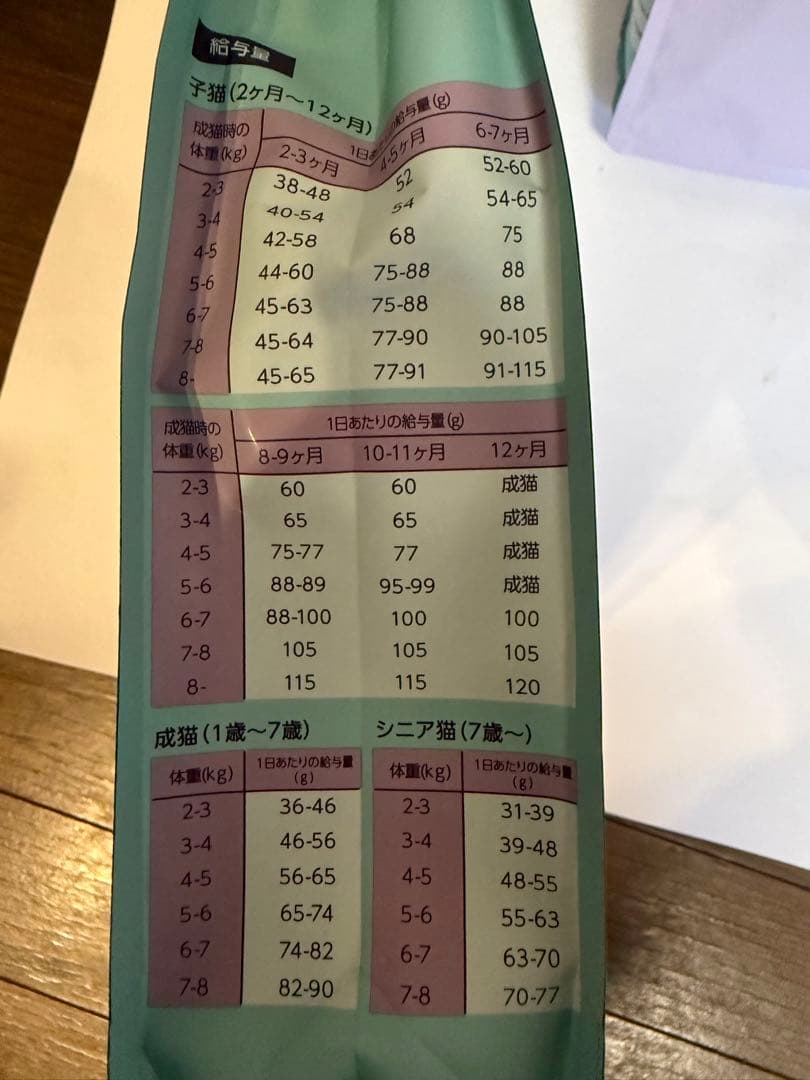 給与量
子猫(2ヶ月〜12ヶ月)
成猫時の体重(kg) 1日あたりの給与量(g)
2-3ヶ月 4-5ヶ月 6-7ヶ月
2-3 38-48 52 52-60
3-4 40-54 54 54-65
4-5 42-58 68 75
5-6 44-60 75-88 88
6-7 45-63 75-88 88
7-8 45-64 77-90 90-105
8- 45-65 77-91 91-115
成猫時の体重(kg) 1日あたりの給与量(g)
8-9ヶ月 10-11ヶ月 12ヶ月
2-3 60 60 成猫
3-4 65 65 成猫
4-5 75-77 77 成猫
5-6 88-89 95-99 成猫
6-7 88-100 100 100
7-8 105 105 105
8- 115 115 120
成猫(1歳〜7歳)
体重(kg) 1日あたりの給与量(g)
2-3 36-46
3-4 46-56
4-5 56-65
5-6 65-74
6-7 74-82
7-8 82-90
シニア猫(7歳〜)
体重(kg) 1日あたりの給与量(g)
2-3 31-39
3-4 39-48
4-5 48-55
5-6 55-63
6-7 63-70
7-8 70-77